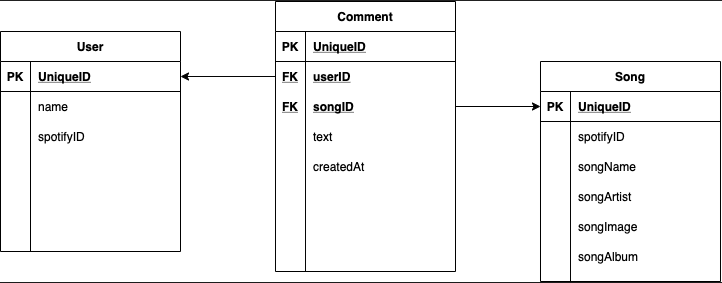 User
PK UniqueID
name
spotifyID
Comment
PK UniqueID
FK userID
FK songID
text
createdAt
Song
PK UniqueID
spotifyID
songName
songArtist
songImage
songAlbum